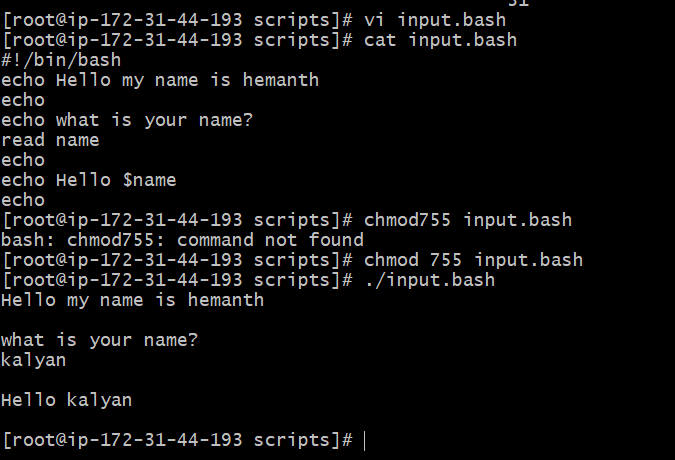 31
[root@ip-172-31-44-193 scripts]# vi input.bash
[root@ip-172-31-44-193 scripts]# cat input.bash
#!/bin/bash
echo Hello my name is hemanth
echo
echo what is your name?
read name
echo
echo Hello $name
echo
[root@ip-172-31-44-193 scripts]# chmod755 input.bash
bash: chmod755: command not found
[root@ip-172-31-44-193 scripts]# chmod 755 input.bash
[root@ip-172-31-44-193 scripts]# ./input.bash
Hello my name is hemanth

what is your name?
kalyan

Hello kalyan

[root@ip-172-31-44-193 scripts]#